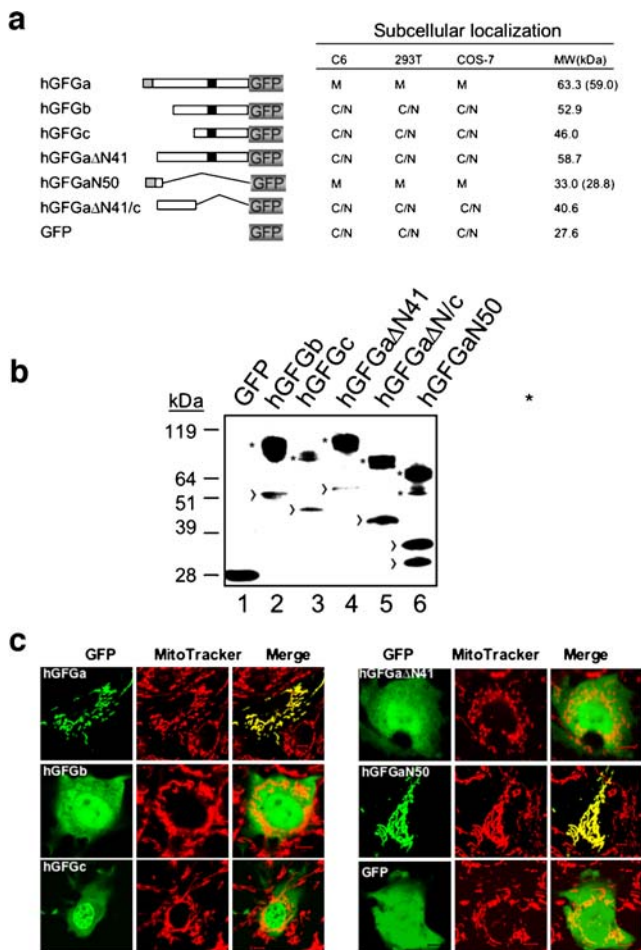 a
Subcellular localization
C6 293T COS-7 MW(kDa)
hGFGa GFP M M M 63.3 (59.0)
hGFGb GFP C/N C/N C/N 52.9
hGFGc GFP C/N C/N C/N 46.0
hGFGaΔN41 GFP C/N C/N C/N 58.7
hGFGaN50 GFP M M M 33.0 (28.8)
hGFGaΔN41/c GFP C/N C/N C/N 40.6
GFP GFP C/N C/N C/N 27.6
b
GFP hGFGb hGFGc hGFGaΔN41 hGFGaΔN/c hGFGaN50 *
kDa
119
64
51
39
28
1 2 3 4 5 6
c
GFP MitoTracker Merge GFP MitoTracker Merge
hGFGa hGFGaΔN41
hGFGb hGFGaN50
hGFGc GFP